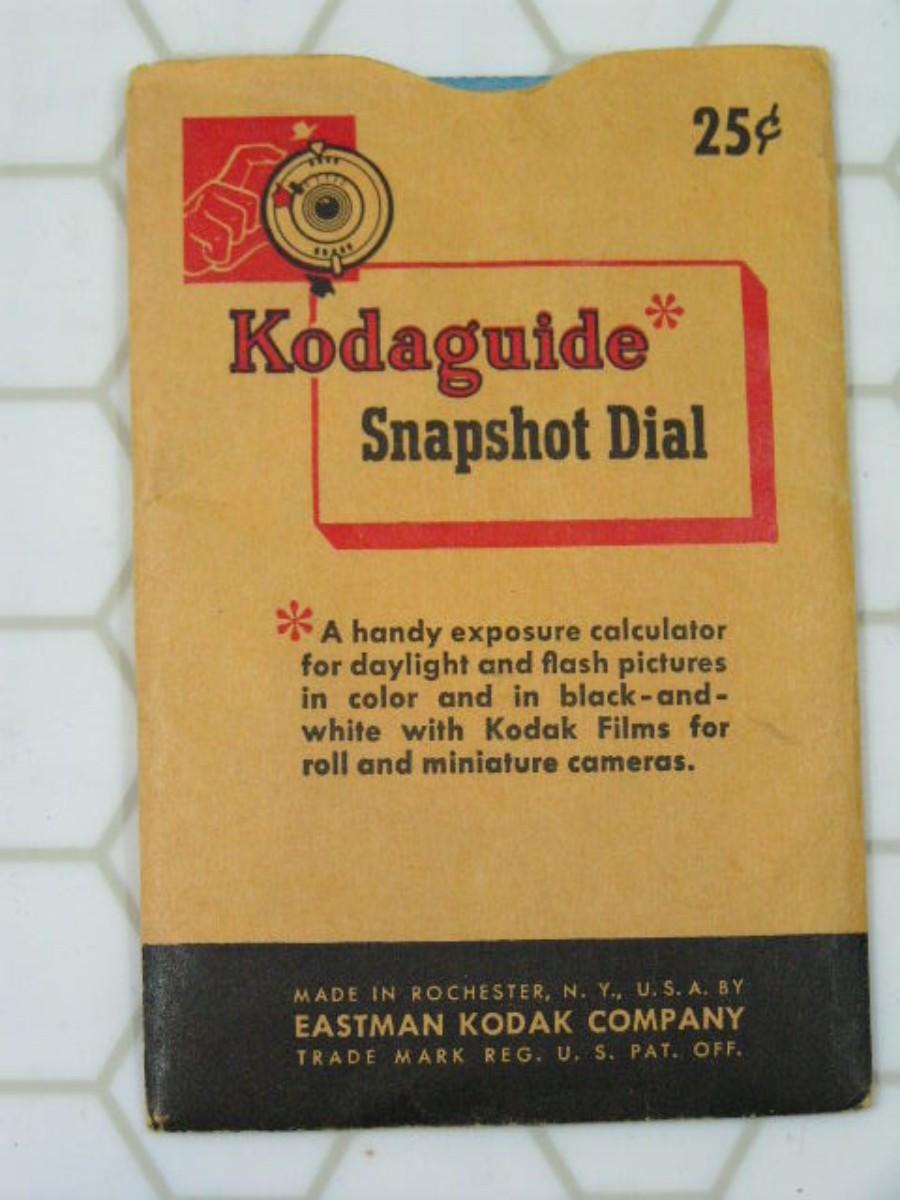 25¢
Kodaguide*
Snapshot Dial
* A handy exposure calculator
for daylight and flash pictures
in color and in black-and-
white with Kodak Films for
roll and miniature cameras.
MADE IN ROCHESTER, N. Y., U.S.A. BY
EASTMAN KODAK COMPANY
TRADE MARK REG. U. S. PAT. OFF.